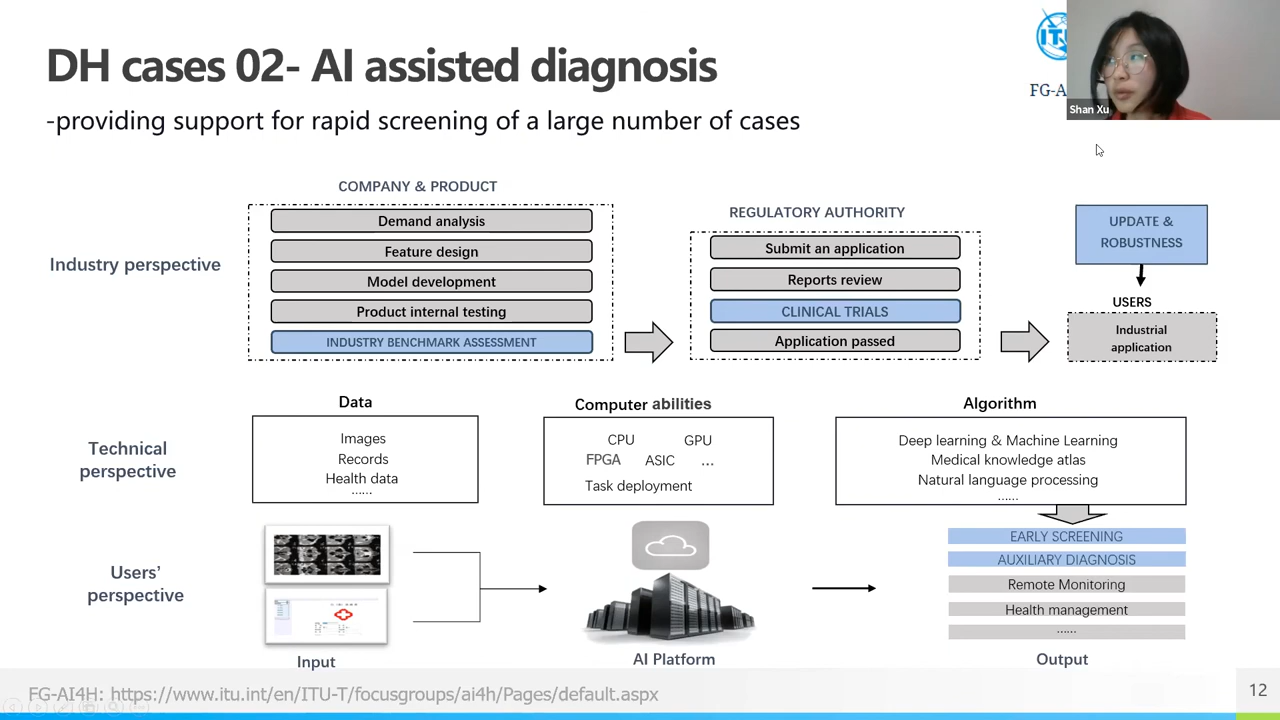 DH cases 02- AI assisted diagnosis
-providing support for rapid screening of a large number of cases
ITU
FG-A
Shan Xu
Industry perspective
COMPANY & PRODUCT
Demand analysis
Feature design
Model development
Product internal testing
INDUSTRY BENCHMARK ASSESSMENT
REGULATORY AUTHORITY
Submit an application
Reports review
CLINICAL TRIALS
Application passed
UPDATE &
ROBUSTNESS
USERS
Industrial
application
Technical
perspective
Data
Images
Records
Health data
……
Computer abilities
CPU GPU
FPGA ASIC …
Task deployment
Algorithm
Deep learning & Machine Learning
Medical knowledge atlas
Natural language processing
……
Users’
perspective
Input
AI Platform
EARLY SCREENING
AUXILIARY DIAGNOSIS
Remote Monitoring
Health management
……
Output
FG-AI4H: https://www.itu.int/en/ITU-T/focusgroups/ai4h/Pages/default.aspx
12